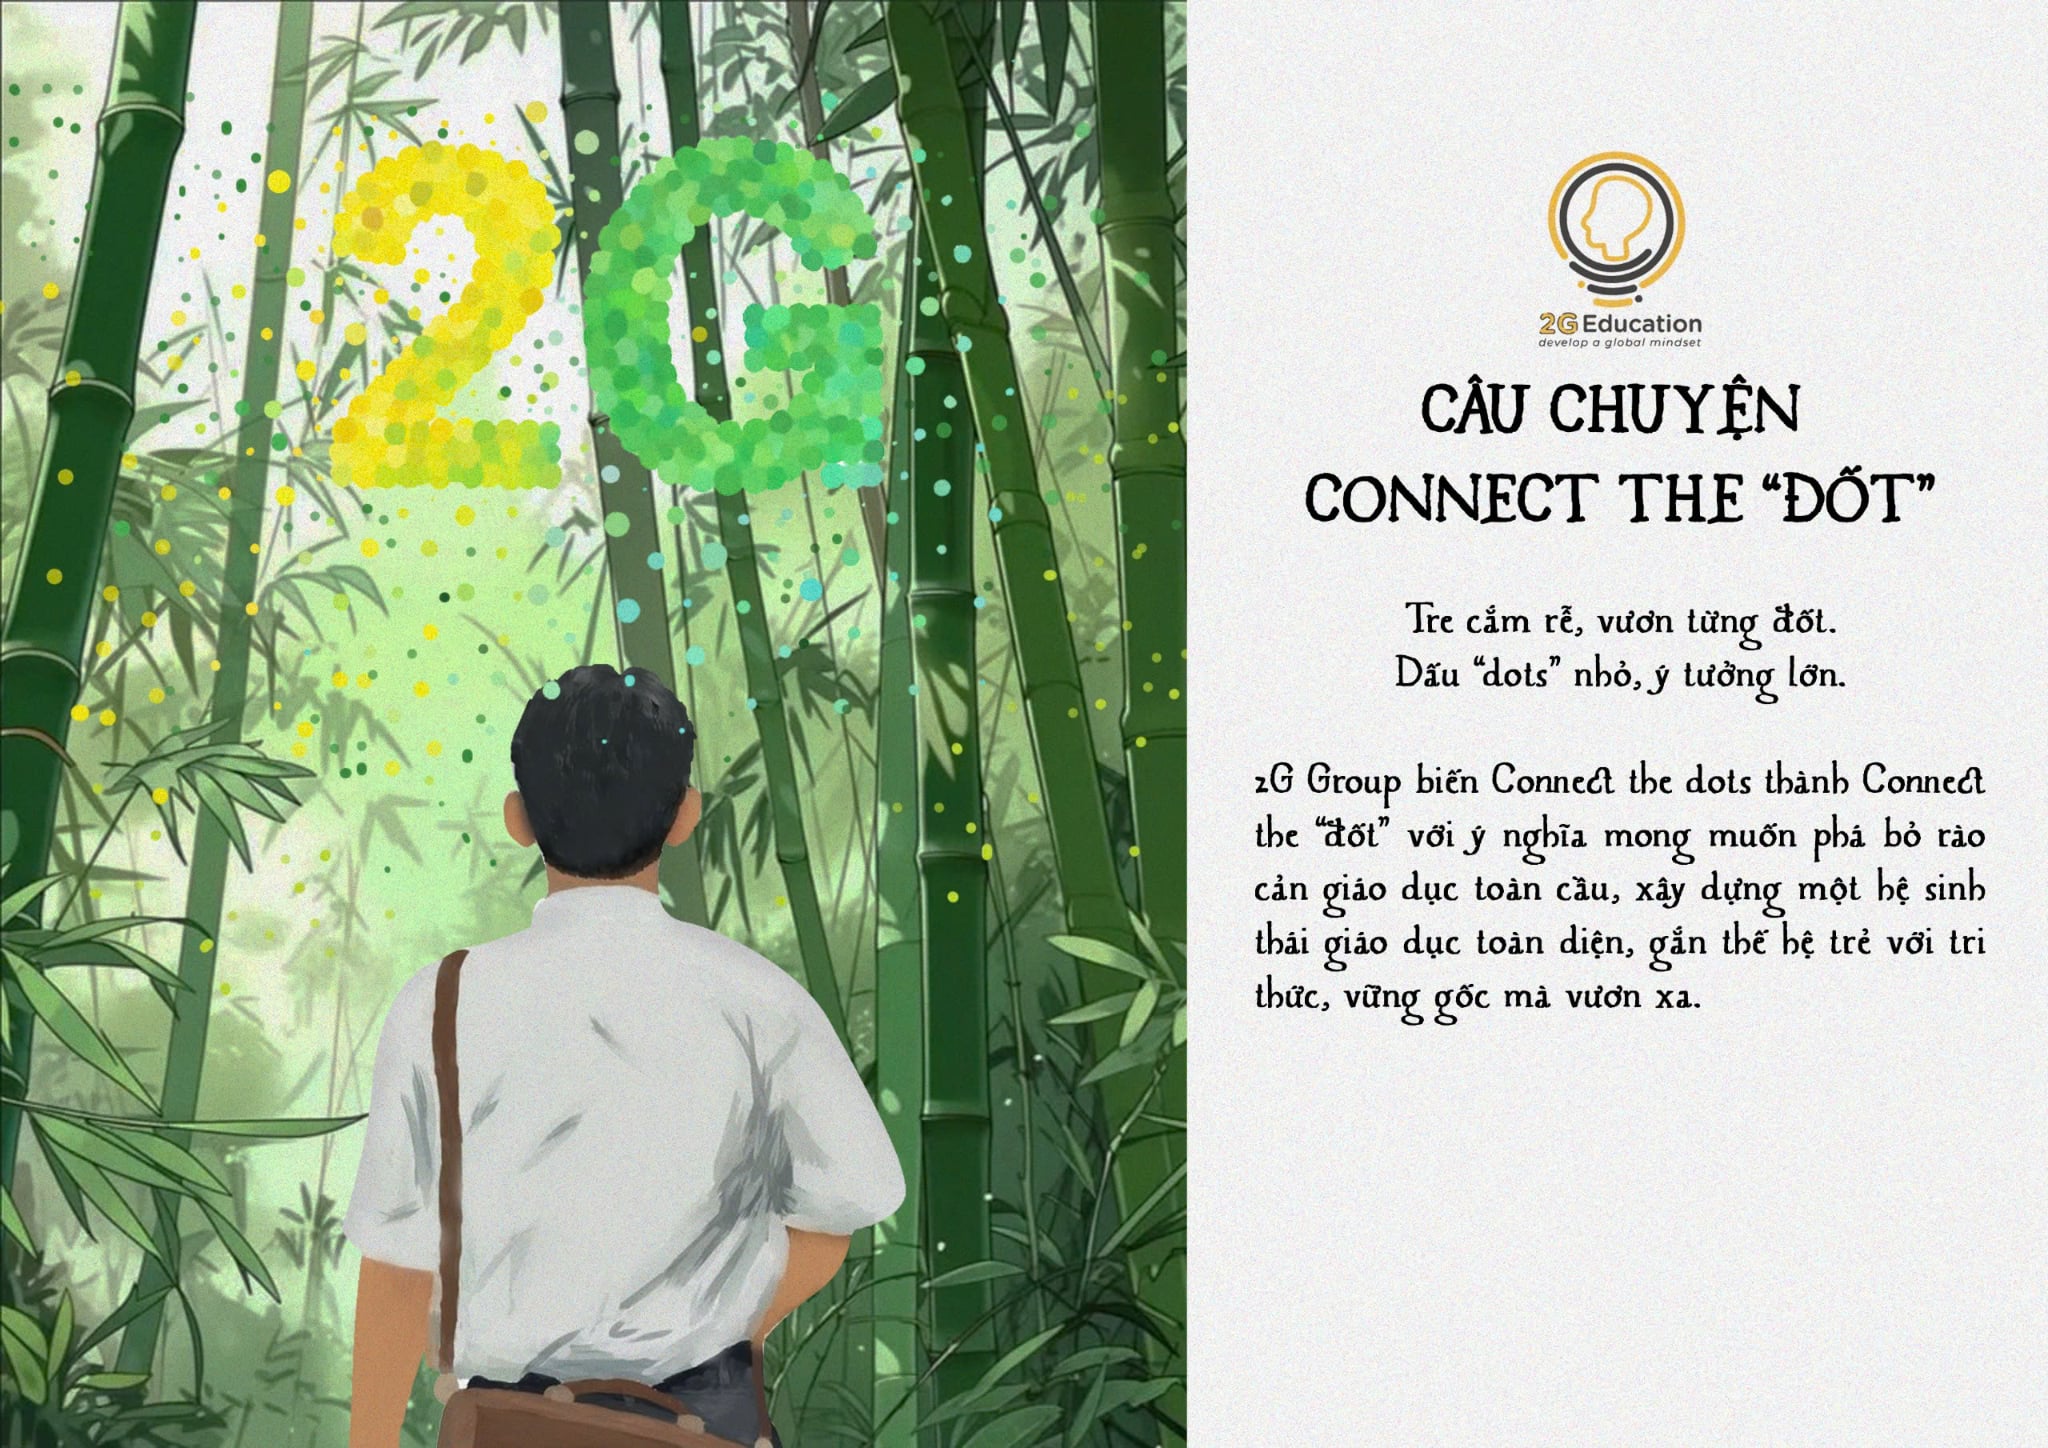 2G
2G Education
develop a global mindset
CÂU CHUYỆN
CONNECT THE “ĐỐT”
Tre cắm rễ, vươn từng đốt.
Dấu “dots” nhỏ, ý tưởng lớn.
2G Group biến Connect the dots thành Connect
the “đốt” với ý nghĩa mong muốn phá bỏ rào
cản giáo dục toàn cầu, xây dựng một hệ sinh
thái giáo dục toàn diện, gắn thế hệ trẻ với tri
thức, vững gốc mà vươn xa.